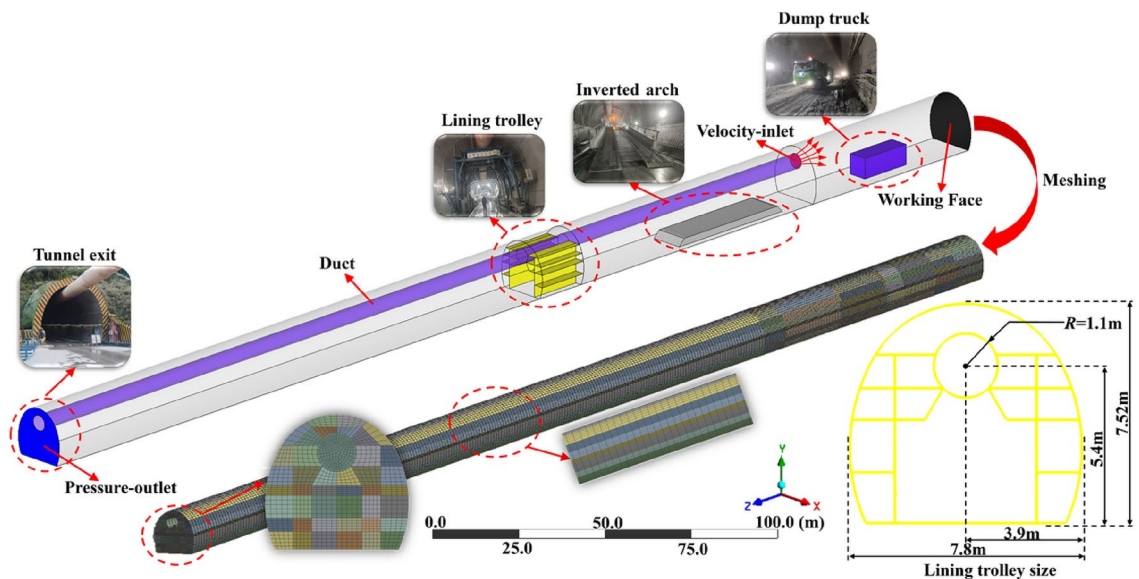 Dump truck
Inverted arch
Lining trolley
Velocity-inlet
Meshing
Working Face
Tunnel exit
Duct
R=1.1m
7.52m
5.4m
Pressure-outlet
Y
Z
X
0.0
50.0
100.0 (m)
25.0
75.0
3.9m
7.8m
Lining trolley size